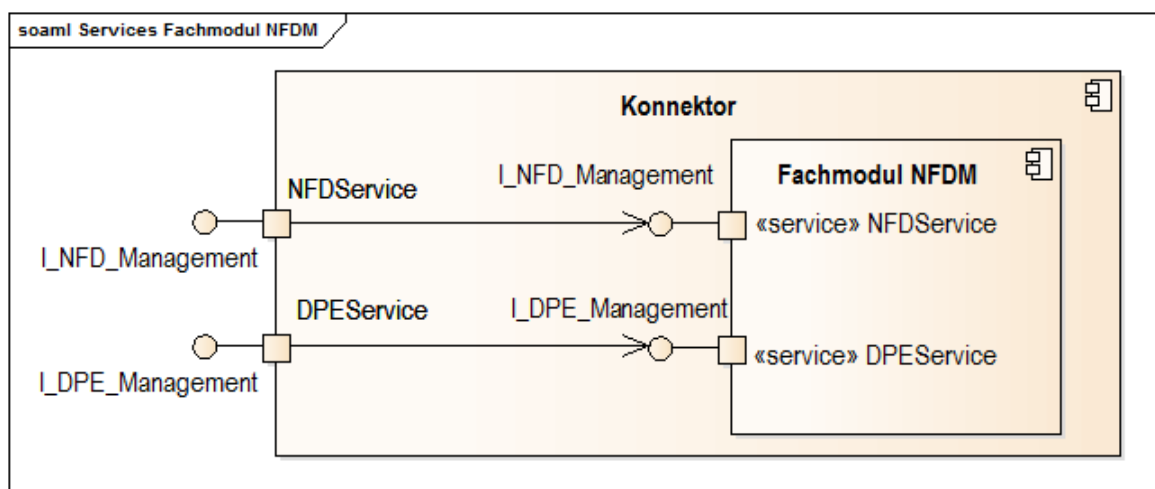 soaml Services Fachmodul NFDM
Konnektor
NFDService
I_NFD_Management
Fachmodul NFDM
«service» NFDService
I_NFD_Management
DPEService
I_DPE_Management
«service» DPEService
I_DPE_Management